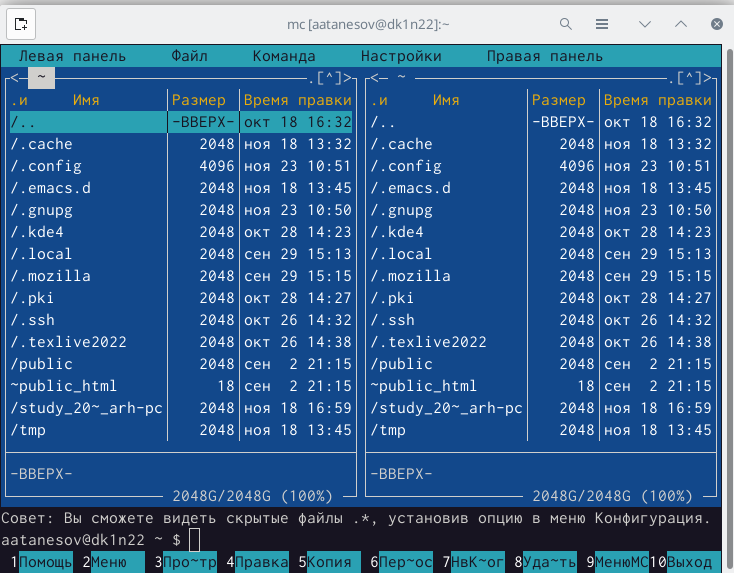 mc [aatanesov@dk1n22]:~
Левая панель Файл Команда Настройки Правая панель
<─ ~ ─.[^]> <─ ~ ─.[^]>
.и Имя Размер Время правки .и Имя Размер Время правки
/.. -ВВЕРХ- окт 18 16:32 /.. -ВВЕРХ- окт 18 16:32
/.cache 2048 ноя 18 13:32 /.cache 2048 ноя 18 13:32
/.config 4096 ноя 23 10:51 /.config 4096 ноя 23 10:51
/.emacs.d 2048 ноя 18 13:45 /.emacs.d 2048 ноя 18 13:45
/.gnupg 2048 ноя 23 10:50 /.gnupg 2048 ноя 23 10:50
/.kde4 2048 окт 28 14:23 /.kde4 2048 окт 28 14:23
/.local 2048 сен 29 15:13 /.local 2048 сен 29 15:13
/.mozilla 2048 сен 29 15:15 /.mozilla 2048 сен 29 15:15
/.pki 2048 окт 28 14:27 /.pki 2048 окт 28 14:27
/.ssh 2048 окт 26 14:32 /.ssh 2048 окт 26 14:32
/.texlive2022 2048 окт 26 14:38 /.texlive2022 2048 окт 26 14:38
/public 2048 сен 2 21:15 /public 2048 сен 2 21:15
~public_html 18 сен 2 21:15 ~public_html 18 сен 2 21:15
/study_20~_arh-pc 2048 ноя 18 16:59 /study_20~_arh-pc 2048 ноя 18 16:59
/tmp 2048 ноя 18 13:45 /tmp 2048 ноя 18 13:45
-ВВЕРХ- -ВВЕРХ-
2048G/2048G (100%) 2048G/2048G (100%)
Совет: Вы сможете видеть скрытые файлы .*, установив опцию в меню Конфигурация.
aatanesov@dk1n22 ~ $
1Помощь 2Меню 3Про~тр 4Правка 5Копия 6Пер~ос 7НвК~ог 8Уда~ть 9МенюМС 10Выход